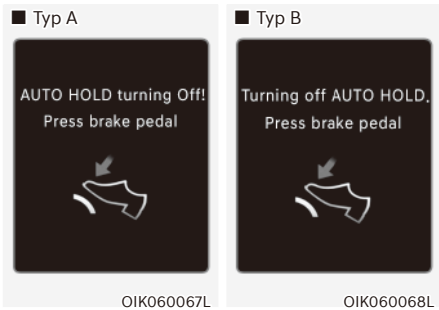 ■ Typ A
AUTO HOLD turning Off!
Press brake pedal
OIK060067L
■ Typ B
Turning off AUTO HOLD.
Press brake pedal
OIK060068L